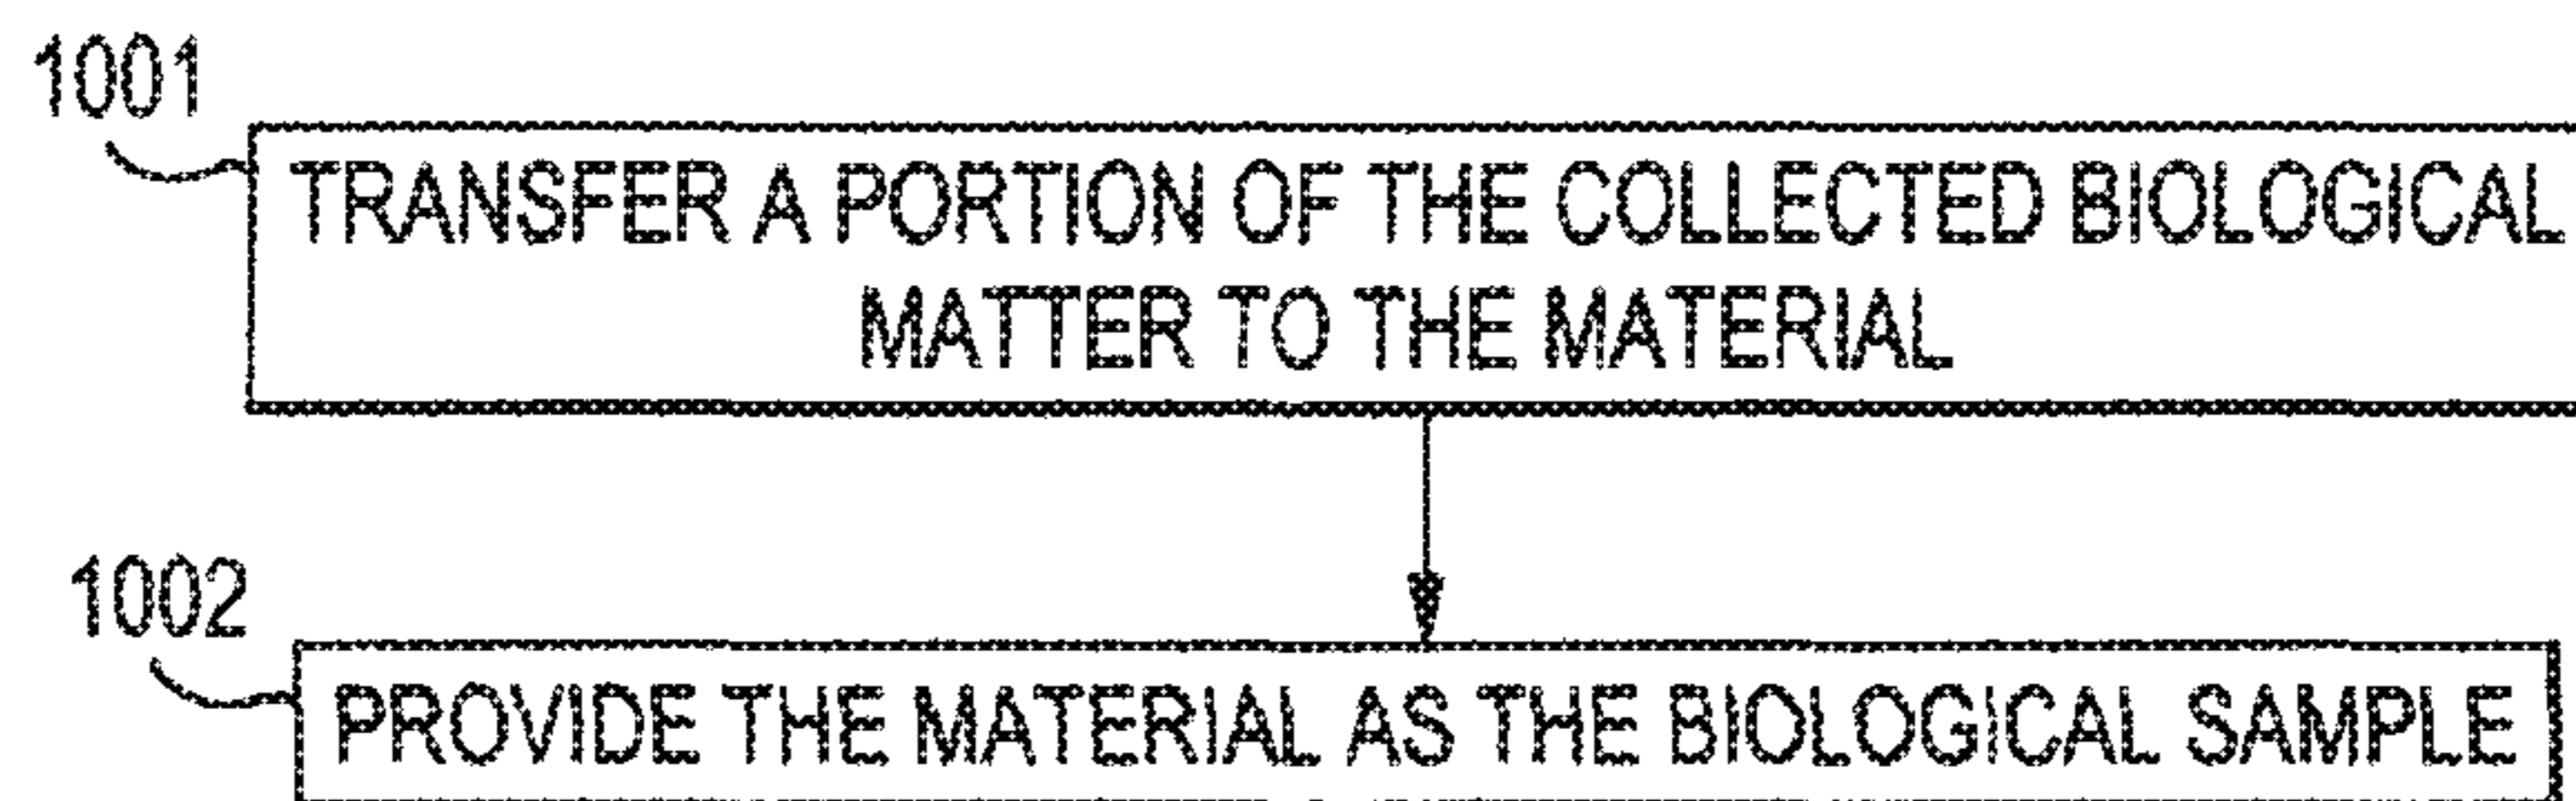 1001
TRANSFER A PORTION OF THE COLLECTED BIOLOGICAL
MATTER TO THE MATERIAL
1002
PROVIDE THE MATERIAL AS THE BIOLOGICAL SAMPLE